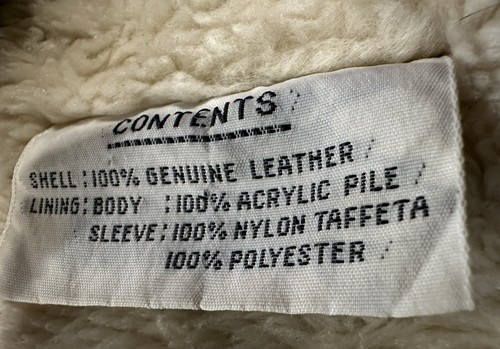 CONTENTS
SHELL:100% GENUINE LEATHER
LINING:BODY :100% ACRYLIC PILE
SLEEVE:100% NYLON TAFFETA
100% POLYESTER